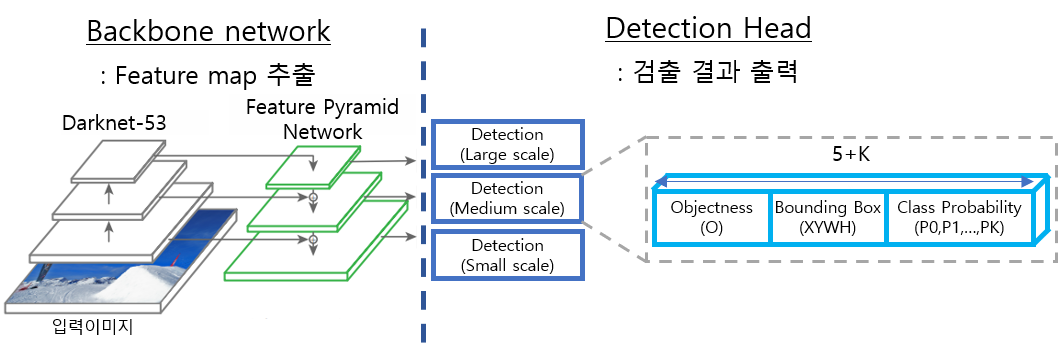 Backbone network
: Feature map 추출
Darknet-53
Feature Pyramid
Network
입력이미지
Detection Head
: 검출 결과 출력
Detection
(Large scale)
Detection
(Medium scale)
Detection
(Small scale)
5+K
Objectness
(O)
Bounding Box
(XYWH)
Class Probability
(P0,P1,...,PK)